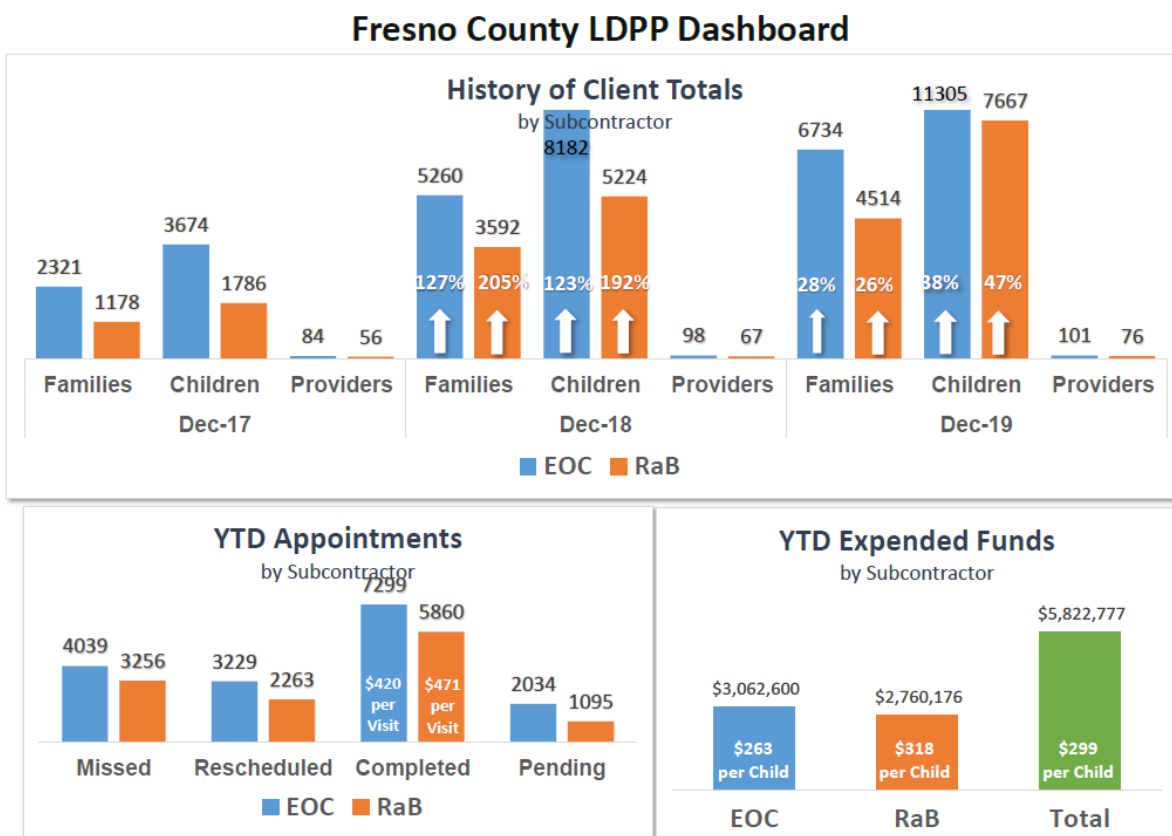 Fresno County LDPP Dashboard
History of Client Totals
by Subcontractor
2321 1178 3674 1786 84 56 5260 3592 8182 5224 98 67 6734 4514 11305 7667 101 76
127% 205% 123% 192% 28% 26% 38% 47%
Families Children Providers Families Children Providers Families Children Providers
Dec-17 Dec-18 Dec-19
EOC RaB
YTD Appointments
by Subcontractor
4039 3256 3229 2263 7299 5860 2034 1095
$420 $471
per per
Visit Visit
Missed Rescheduled Completed Pending
EOC RaB
YTD Expended Funds
by Subcontractor
$3,062,600 $2,760,176 $5,822,777
$263 $318 $299
per Child per Child per Child
EOC RaB Total